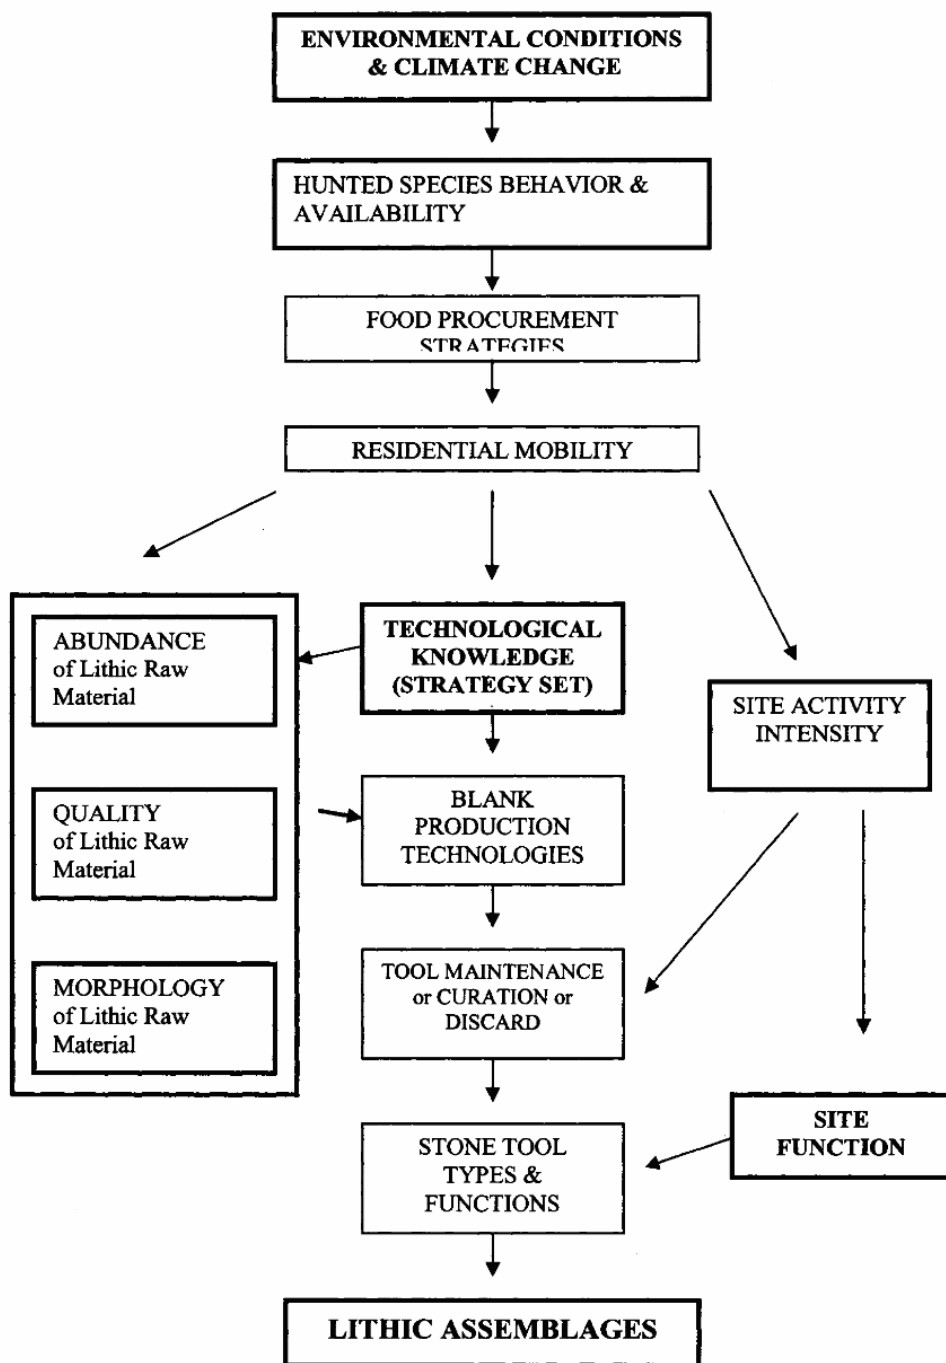 ENVIRONMENTAL CONDITIONS
& CLIMATE CHANGE
HUNTED SPECIES BEHAVIOR &
AVAILABILITY
FOOD PROCUREMENT
STRATEGIES
RESIDENTIAL MOBILITY
ABUNDANCE
of Lithic Raw
Material
TECHNOLOGICAL
KNOWLEDGE
(STRATEGY SET)
SITE ACTIVITY
INTENSITY
QUALITY
of Lithic Raw
Material
BLANK
PRODUCTION
TECHNOLOGIES
MORPHOLOGY
of Lithic Raw
Material
TOOL MAINTENANCE
or CURATION or
DISCARD
STONE TOOL
TYPES &
FUNCTIONS
SITE
FUNCTION
LITHIC ASSEMBLAGES